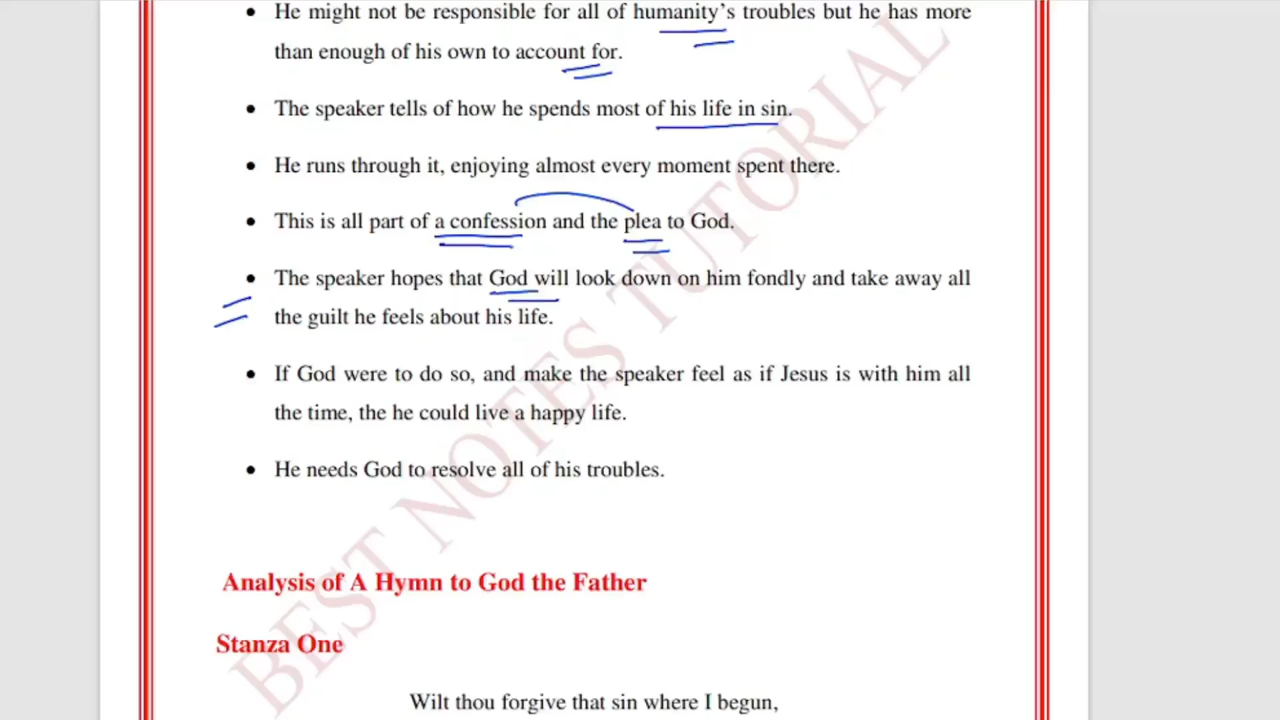 He might not be responsible for all of humanity's troubles but he has more
than enough of his own to account for.
The speaker tells of how he spends most of his life in sin.
He runs through it, enjoying almost every moment spent there.
This is all part of a confession and the plea to God.
The speaker hopes that God will look down on him fondly and take away all
the guilt he feels about his life.
If God were to do so, and make the speaker feel as if Jesus is with him all
the time, the he could live a happy life.
He needs God to resolve all of his troubles.
Analysis of A Hymn to God the Father
Stanza One
Wilt thou forgive that sin where I begun,
BEST NOTES TUTORIAL